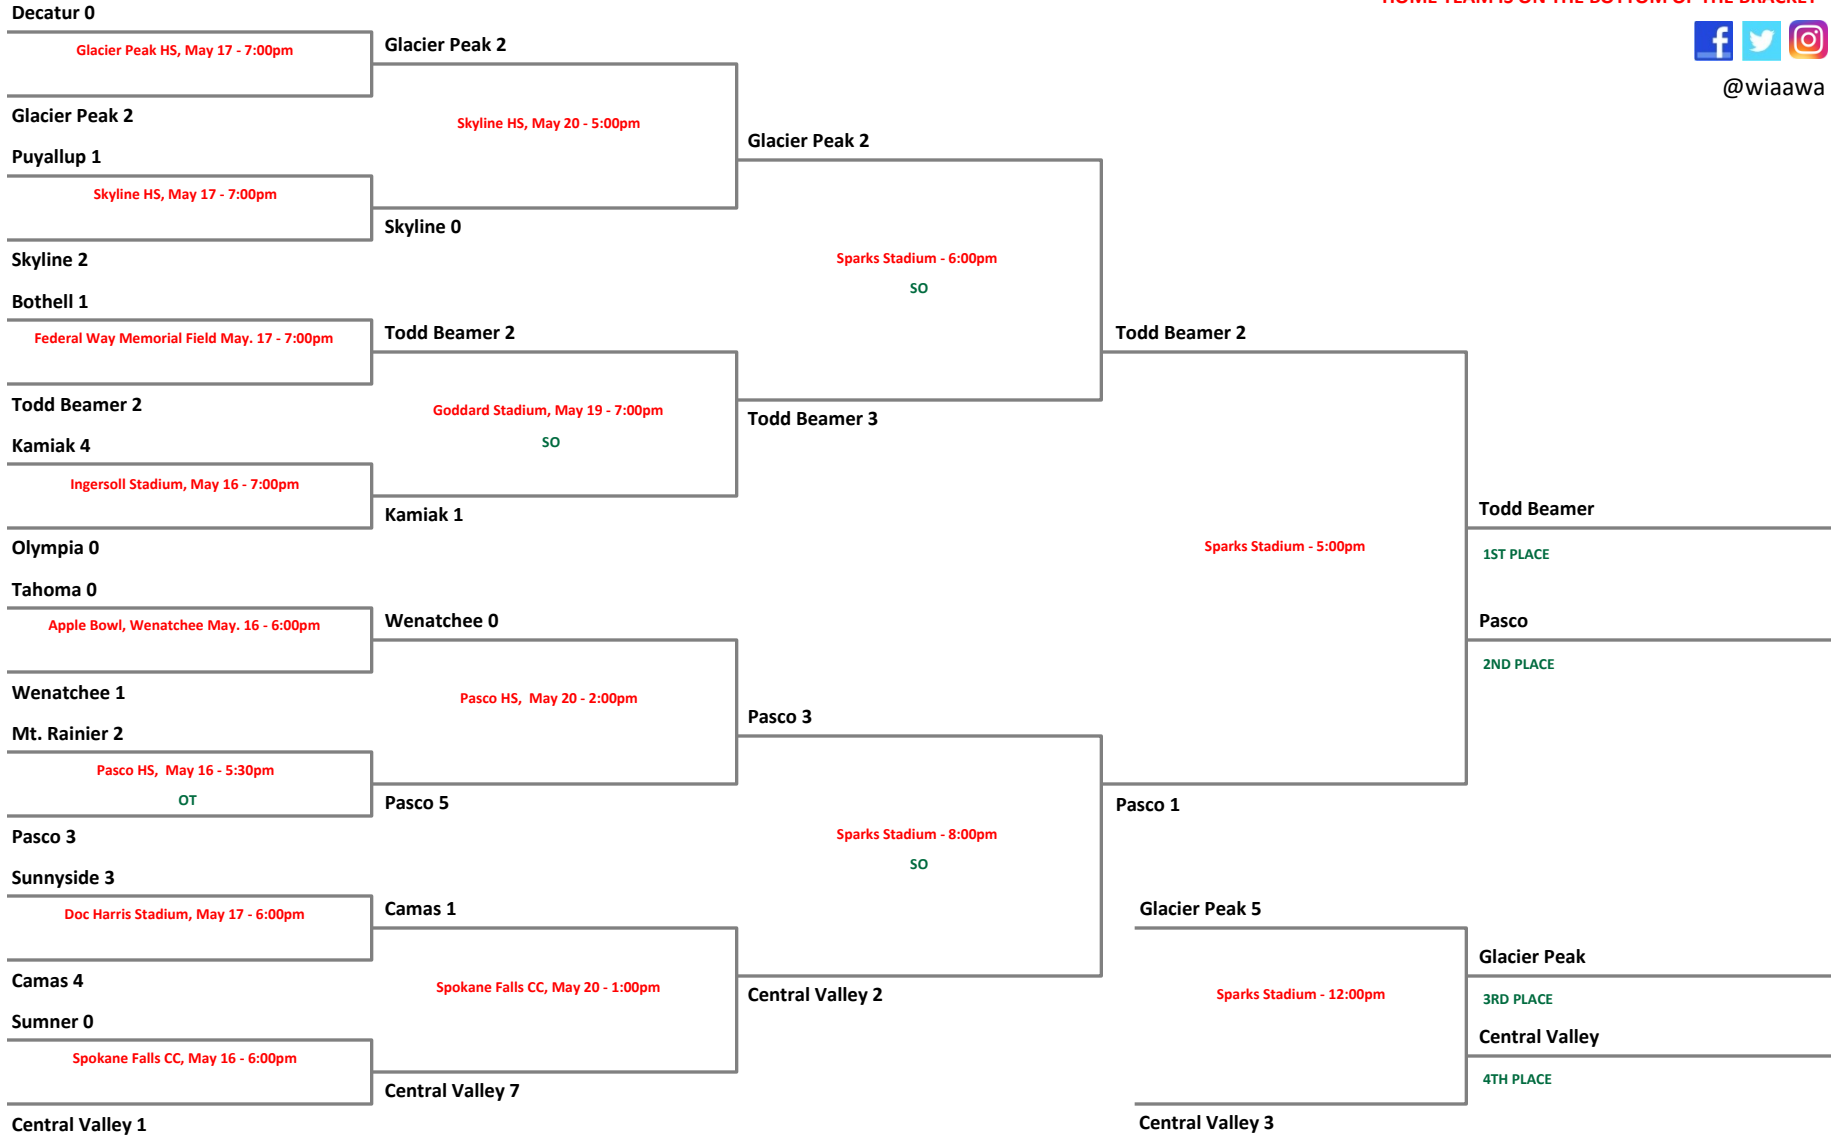 HOME TEAM IS ON THE BOTTOM OF THE BRACKET
@wiaawa
Decatur 0
Glacier Peak HS, May 17 - 7:00pm
Glacier Peak 2
Puyallup 1
Skyline HS, May 17 - 7:00pm
Skyline 2
Bothell 1
Federal Way Memorial Field May. 17 - 7:00pm
Todd Beamer 2
Kamiak 4
Ingersoll Stadium, May 16 - 7:00pm
Olympia 0
Tahoma 0
Apple Bowl, Wenatchee May. 16 - 6:00pm
Wenatchee 1
Mt. Rainier 2
Pasco HS, May 16 - 5:30pm
OT
Pasco 3
Sunnyside 3
Doc Harris Stadium, May 17 - 6:00pm
Camas 4
Sumner 0
Spokane Falls CC, May 16 - 6:00pm
Central Valley 1
Glacier Peak 2
Skyline HS, May 20 - 5:00pm
Skyline 0
Todd Beamer 2
Goddard Stadium, May 19 - 7:00pm
SO
Kamiak 1
Wenatchee 0
Pasco HS, May 20 - 2:00pm
Pasco 5
Camas 1
Spokane Falls CC, May 20 - 1:00pm
Central Valley 7
Glacier Peak 2
Sparks Stadium - 6:00pm
SO
Todd Beamer 3
Pasco 3
Sparks Stadium - 8:00pm
SO
Central Valley 2
Todd Beamer 2
Sparks Stadium - 5:00pm
Pasco 1
Glacier Peak 5
Sparks Stadium - 12:00pm
Central Valley 3
Todd Beamer
1ST PLACE
Pasco
2ND PLACE
Glacier Peak
3RD PLACE
Central Valley
4TH PLACE